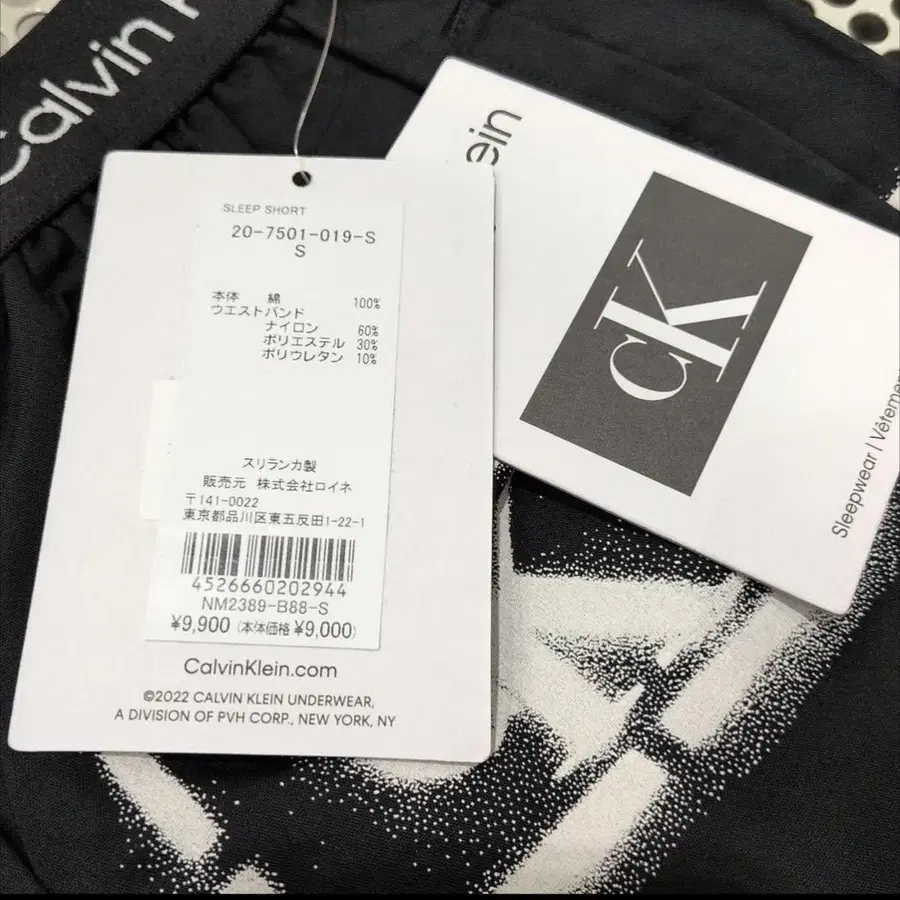 Calvin K
ein
CK
Sleepwear | Vêtemen
SLEEP SHORT
20-7501-019-S
S
本体 綿 100%
ウエストバンド
ナイロン 60%
ポリエステル 30%
ポリウレタン 10%
スリランカ製
販売元 株式会社ロイネ
〒141-0022
東京都品川区東五反田1-22-1
4526660202944
NM2389-B88-S
¥9,900 (本体価格 ¥9,000)
CalvinKlein.com
©2022 CALVIN KLEIN UNDERWEAR,
A DIVISION OF PVH CORP., NEW YORK, NY